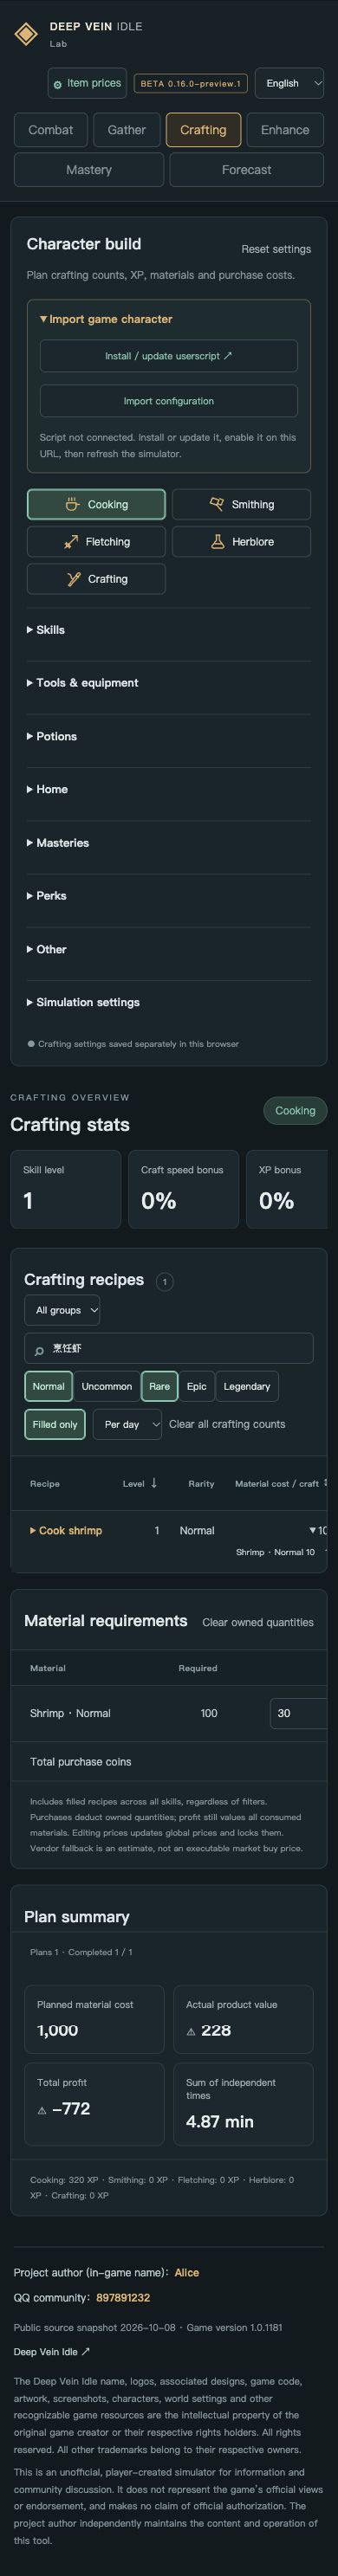 DEEP VEIN IDLE
Lab
Item prices
BETA 0.16.0-preview.1
English
Combat
Gather
Crafting
Enhance
Mastery
Forecast
Character build
Reset settings
Plan crafting counts, XP, materials and purchase costs.
▼Import game character
Install / update userscript ↗
Import configuration
Script not connected. Install or update it, enable it on this
URL, then refresh the simulator.
Cooking
Smithing
Fletching
Herblore
Crafting
▶ Skills
▶ Tools & equipment
▶ Potions
▶ Home
▶ Masteries
▶ Perks
▶ Other
▶ Simulation settings
● Crafting settings saved separately in this browser
CRAFTING OVERVIEW
Crafting stats
Cooking
Skill level
1
Craft speed bonus
0%
XP bonus
0%
Crafting recipes 1
All groups
烹饪虾
Normal
Uncommon
Rare
Epic
Legendary
Filled only
Per day
Clear all crafting counts
Recipe Level ↓ Rarity Material cost / craft
▶ Cook shrimp 1 Normal ▼10
Shrimp · Normal 10
Material requirements
Clear owned quantities
Material Required
Shrimp · Normal 100 30
Total purchase coins
Includes filled recipes across all skills, regardless of filters.
Purchases deduct owned quantities; profit still values all consumed
materials. Editing prices updates global prices and locks them.
Vendor fallback is an estimate, not an executable market buy price.
Plan summary
Plans 1 · Completed 1 / 1
Planned material cost
1,000
Actual product value
⚠ 228
Total profit
⚠ −772
Sum of independent
times
4.87 min
Cooking: 320 XP · Smithing: 0 XP · Fletching: 0 XP · Herblore: 0
XP · Crafting: 0 XP
Project author (in-game name): Alice
QQ community: 897891232
Public source snapshot 2026-10-08 · Game version 1.0.1181
Deep Vein Idle ↗
The Deep Vein Idle name, logos, associated designs, game code,
artwork, screenshots, characters, world settings and other
recognizable game resources are the intellectual property of the
original game creator or their respective rights holders. All rights
reserved. All other trademarks belong to their respective owners.
This is an unofficial, player-created simulator for information and
community discussion. It does not represent the game's official views
or endorsement, and makes no claim of official authorization. The
project author independently maintains the content and operation of
this tool.